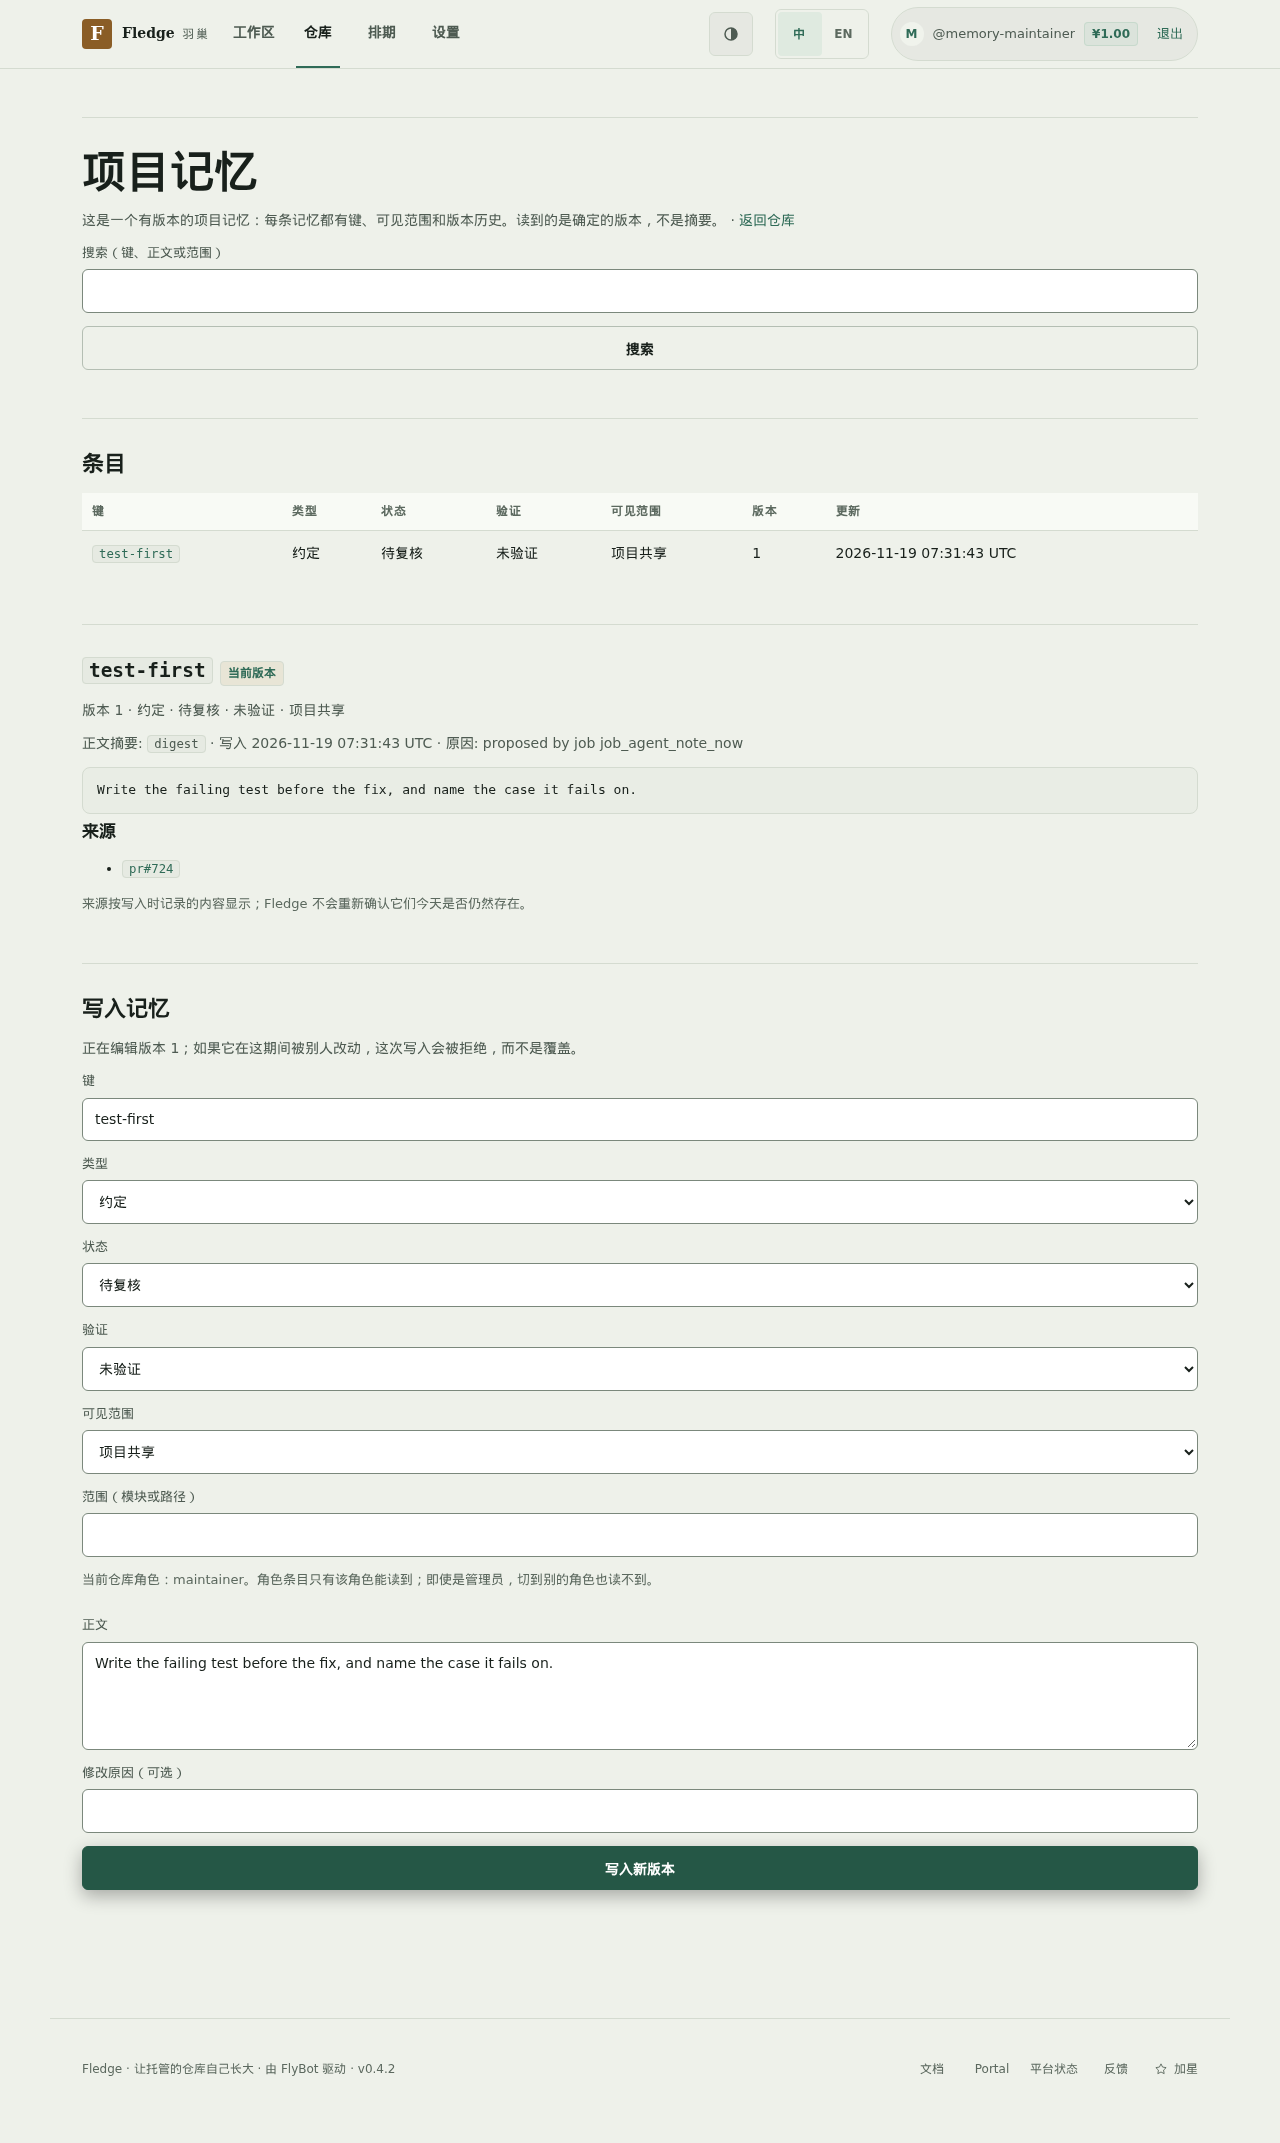 F Fledge 羽巢 工作区 仓库 排期 设置 中 EN M @memory-maintainer ¥1.00 退出
项目记忆
这是一个有版本的项目记忆：每条记忆都有键、可见范围和版本历史。读到的是确定的版本，不是摘要。 · 返回仓库
搜索（键、正文或范围）
搜索
条目
键 类型 状态 验证 可见范围 版本 更新
test-first 约定 待复核 未验证 项目共享 1 2026-11-19 07:31:43 UTC
test-first 当前版本
版本 1 · 约定 · 待复核 · 未验证 · 项目共享
正文摘要: digest · 写入 2026-11-19 07:31:43 UTC · 原因: proposed by job job_agent_note_now
Write the failing test before the fix, and name the case it fails on.
来源
pr#724
来源按写入时记录的内容显示；Fledge 不会重新确认它们今天是否仍然存在。
写入记忆
正在编辑版本 1；如果它在这期间被别人改动，这次写入会被拒绝，而不是覆盖。
键
test-first
类型
约定
状态
待复核
验证
未验证
可见范围
项目共享
范围（模块或路径）
当前仓库角色：maintainer。角色条目只有该角色能读到；即使是管理员，切到别的角色也读不到。
正文
Write the failing test before the fix, and name the case it fails on.
修改原因（可选）
写入新版本
Fledge · 让托管的仓库自己长大 · 由 FlyBot 驱动 · v0.4.2 文档 Portal 平台状态 反馈 加星